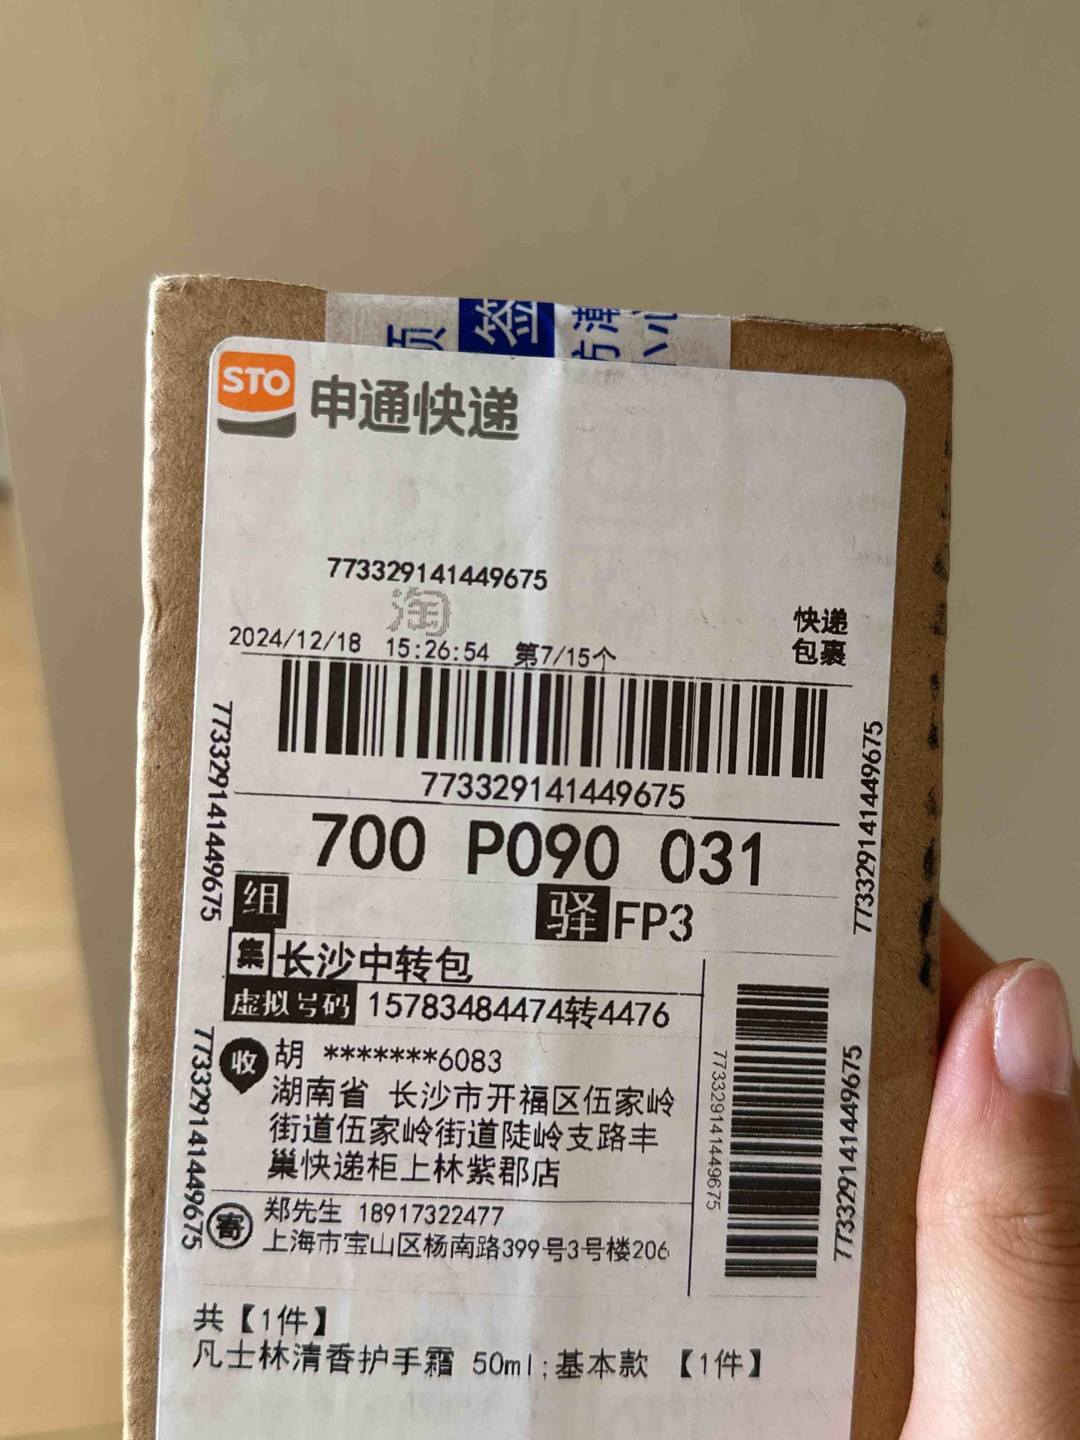 签
STO 申通快递
773329141449675
淘
快递
包裹
2024/12/18 15:26:54 第7/15个
773329141449675
773329141449675
773329141449675
700 P090 031
组
驿 FP3
集 长沙中转包
虚拟号码 15783484474转4476
收 胡 *******6083
湖南省 长沙市开福区伍家岭
街道伍家岭街道陡岭支路丰
巢快递柜上林紫郡店
773329141449675
773329141449675
773329141449675
寄 郑先生 18917322477
上海市宝山区杨南路399号3号楼206
共【1件】
凡士林清香护手霜 50ml;基本款 【1件】